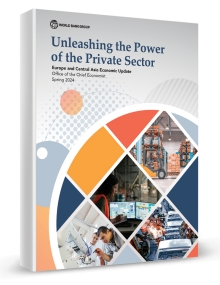 WORLD BANK GROUP
Unleashing the Power
of the Private Sector
Europe and Central Asia Economic Update
Office of the Chief Economist
Spring 2024